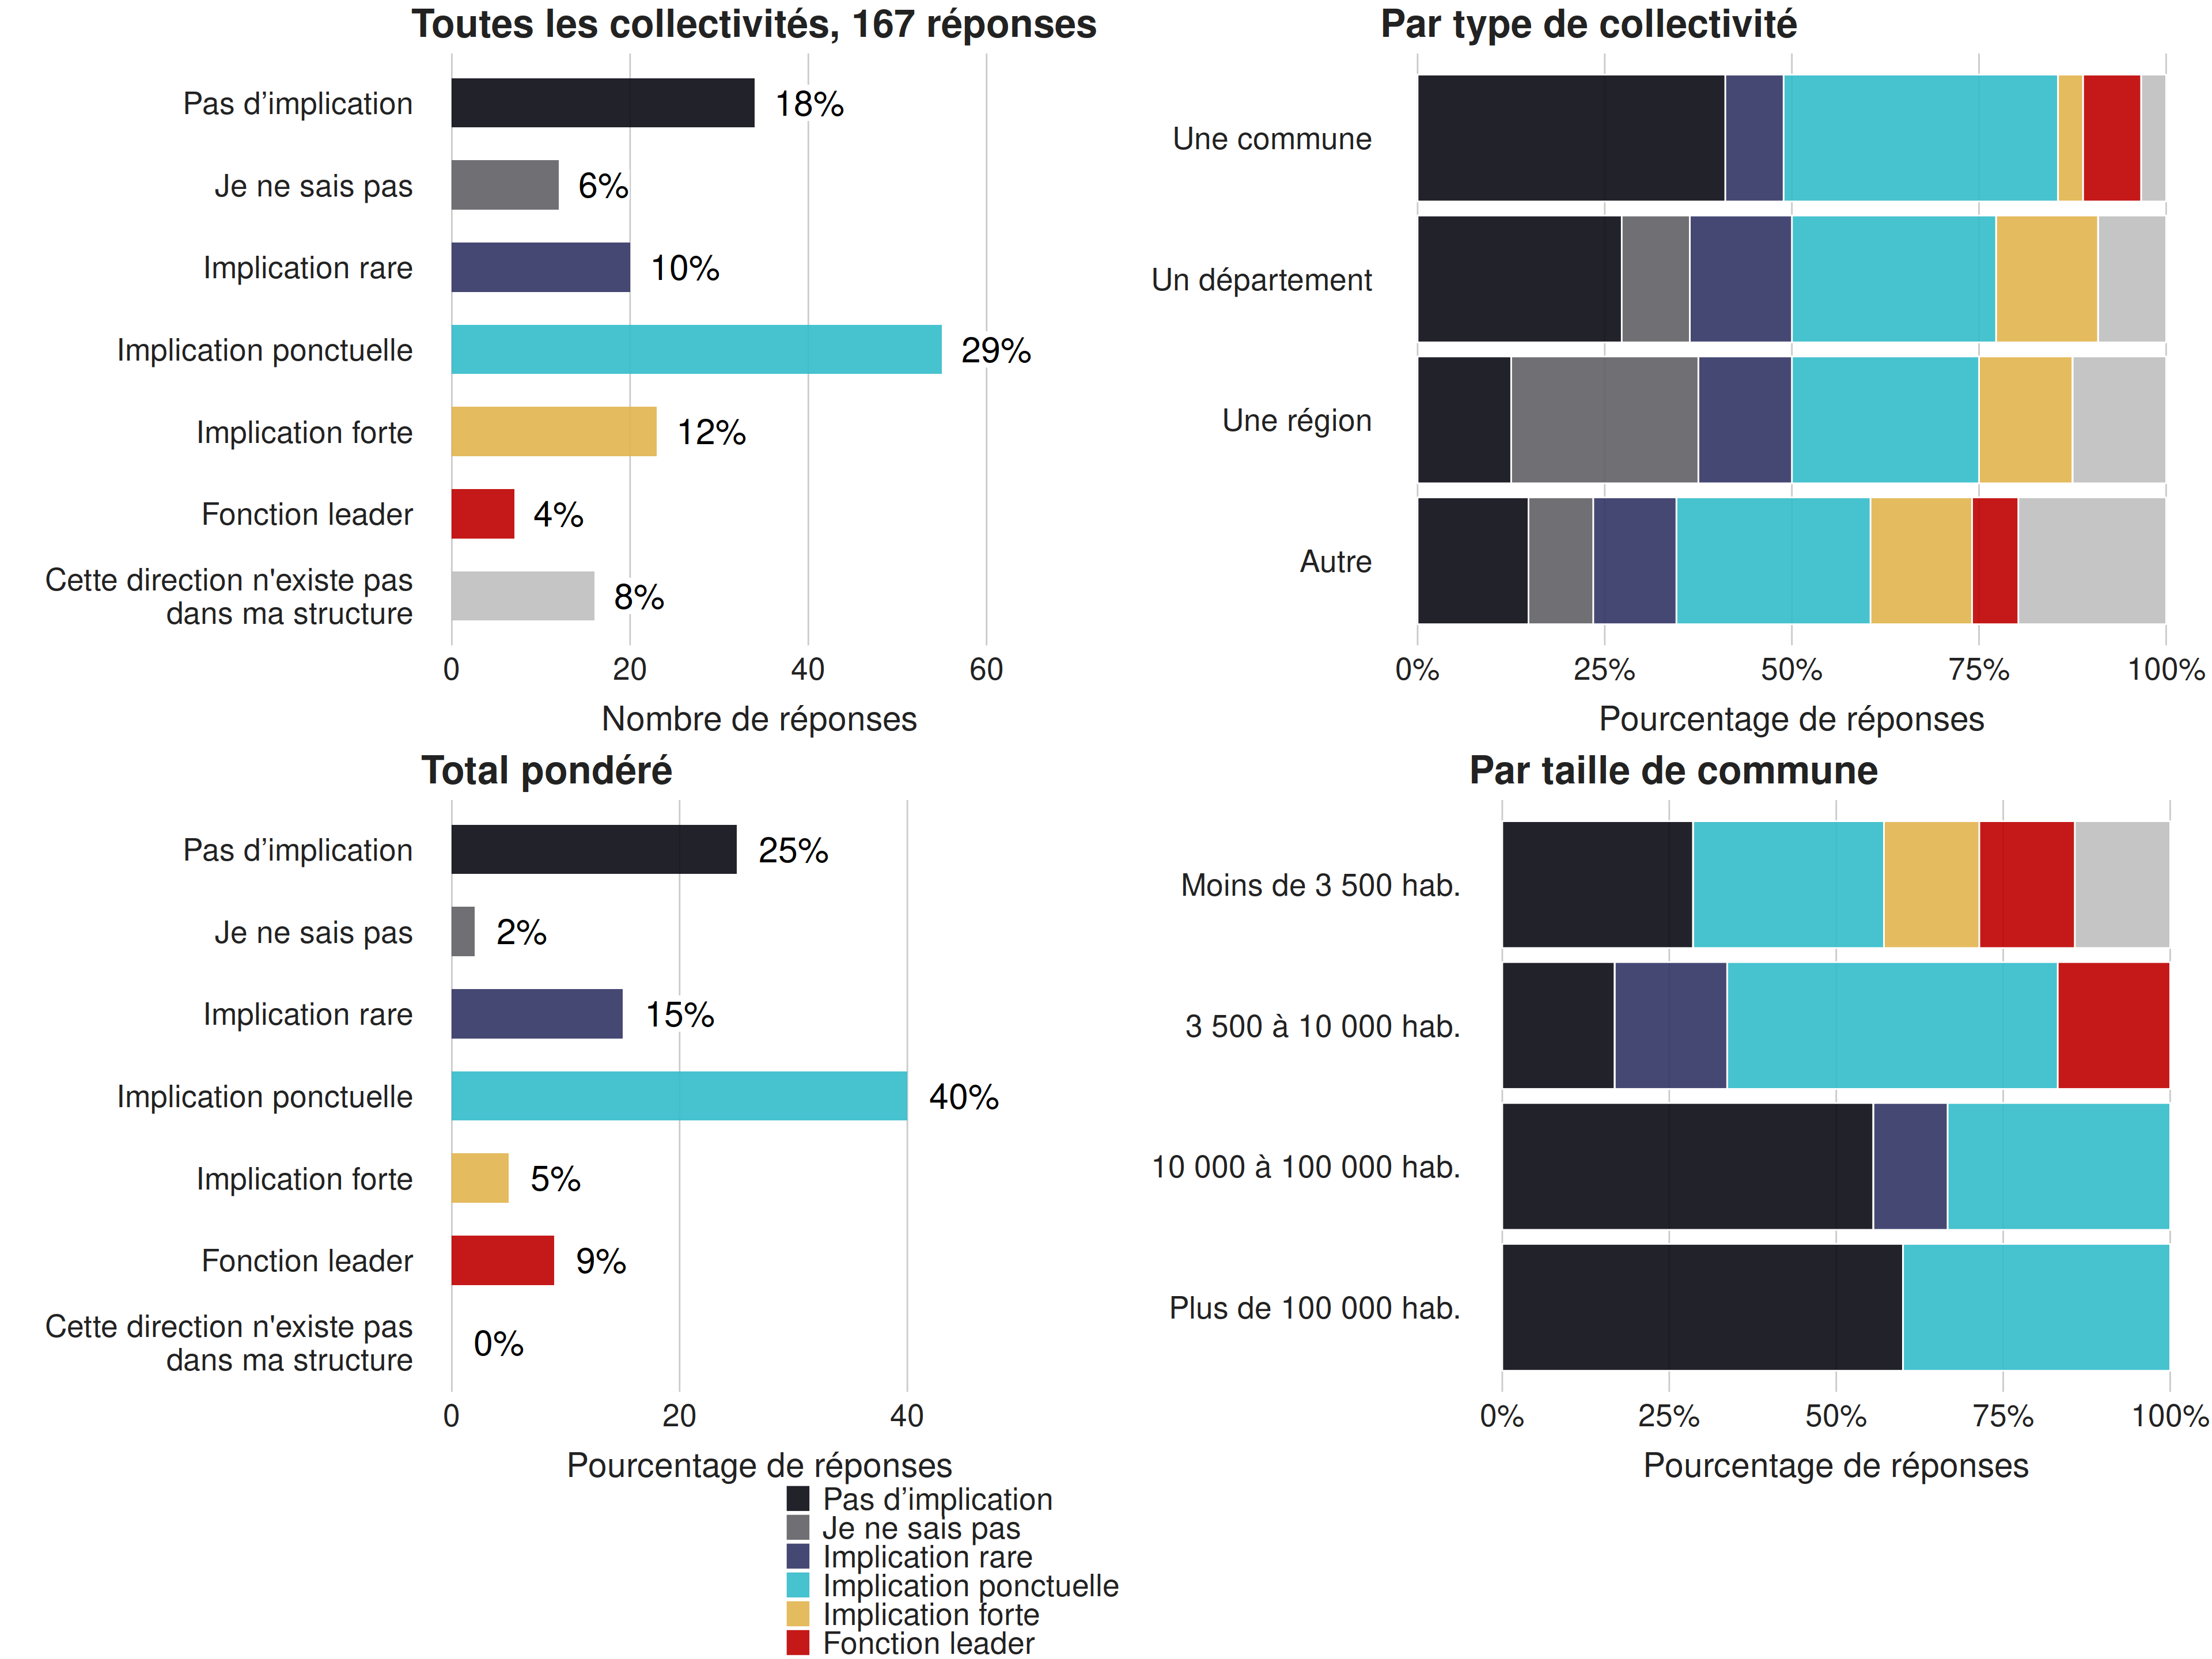 Toutes les collectivités, 167 réponses
Pas d’implication
18%
Je ne sais pas
6%
Implication rare
10%
Implication ponctuelle
29%
Implication forte
12%
Fonction leader
4%
Cette direction n'existe pas
dans ma structure
8%
0 20 40 60
Nombre de réponses
Par type de collectivité
Une commune
Un département
Une région
Autre
0% 25% 50% 75% 100%
Pourcentage de réponses
Total pondéré
Pas d’implication
25%
Je ne sais pas
2%
Implication rare
15%
Implication ponctuelle
40%
Implication forte
5%
Fonction leader
9%
Cette direction n'existe pas
dans ma structure
0%
0 20 40
Pourcentage de réponses
Par taille de commune
Moins de 3 500 hab.
3 500 à 10 000 hab.
10 000 à 100 000 hab.
Plus de 100 000 hab.
0% 25% 50% 75% 100%
Pourcentage de réponses
Pas d’implication
Je ne sais pas
Implication rare
Implication ponctuelle
Implication forte
Fonction leader